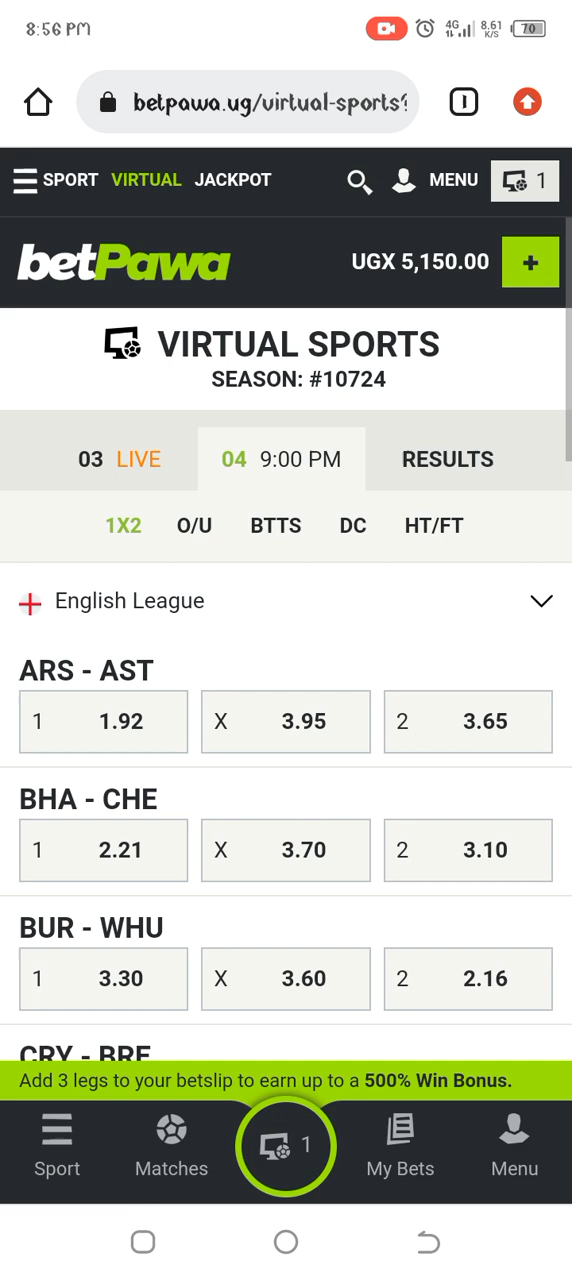 8:56 PM 4G 8.61 K/S 70
betpawa.ug/virtual-sports?
SPORT VIRTUAL JACKPOT MENU 1
betPawa UGX 5,150.00 +
VIRTUAL SPORTS
SEASON: #10724
03 LIVE 04 9:00 PM RESULTS
1X2 O/U BTTS DC HT/FT
English League
ARS - AST
1 1.92 X 3.95 2 3.65
BHA - CHE
1 2.21 X 3.70 2 3.10
BUR - WHU
1 3.30 X 3.60 2 2.16
CRY - BRE
Add 3 legs to your betslip to earn up to a 500% Win Bonus.
1
Sport Matches My Bets Menu